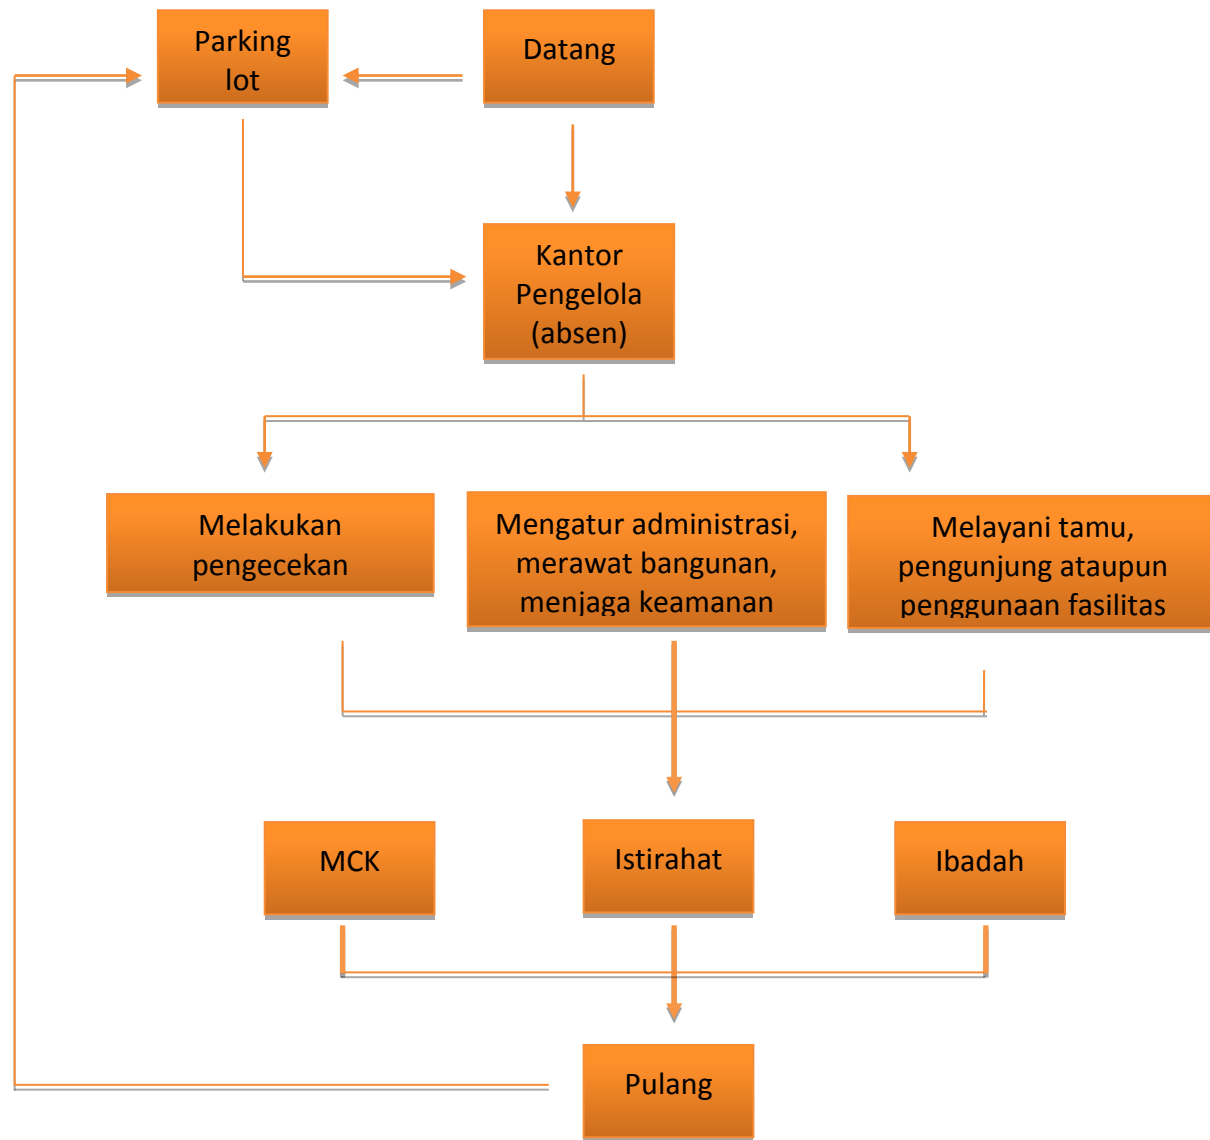 Parking
lot
Datang
Kantor
Pengelola
(absen)
Melakukan
pengecekan
Mengatur administrasi,
merawat bangunan,
menjaga keamanan
Melayani tamu,
pengunjung ataupun
penggunaan fasilitas
MCK
Istirahat
Ibadah
Pulang